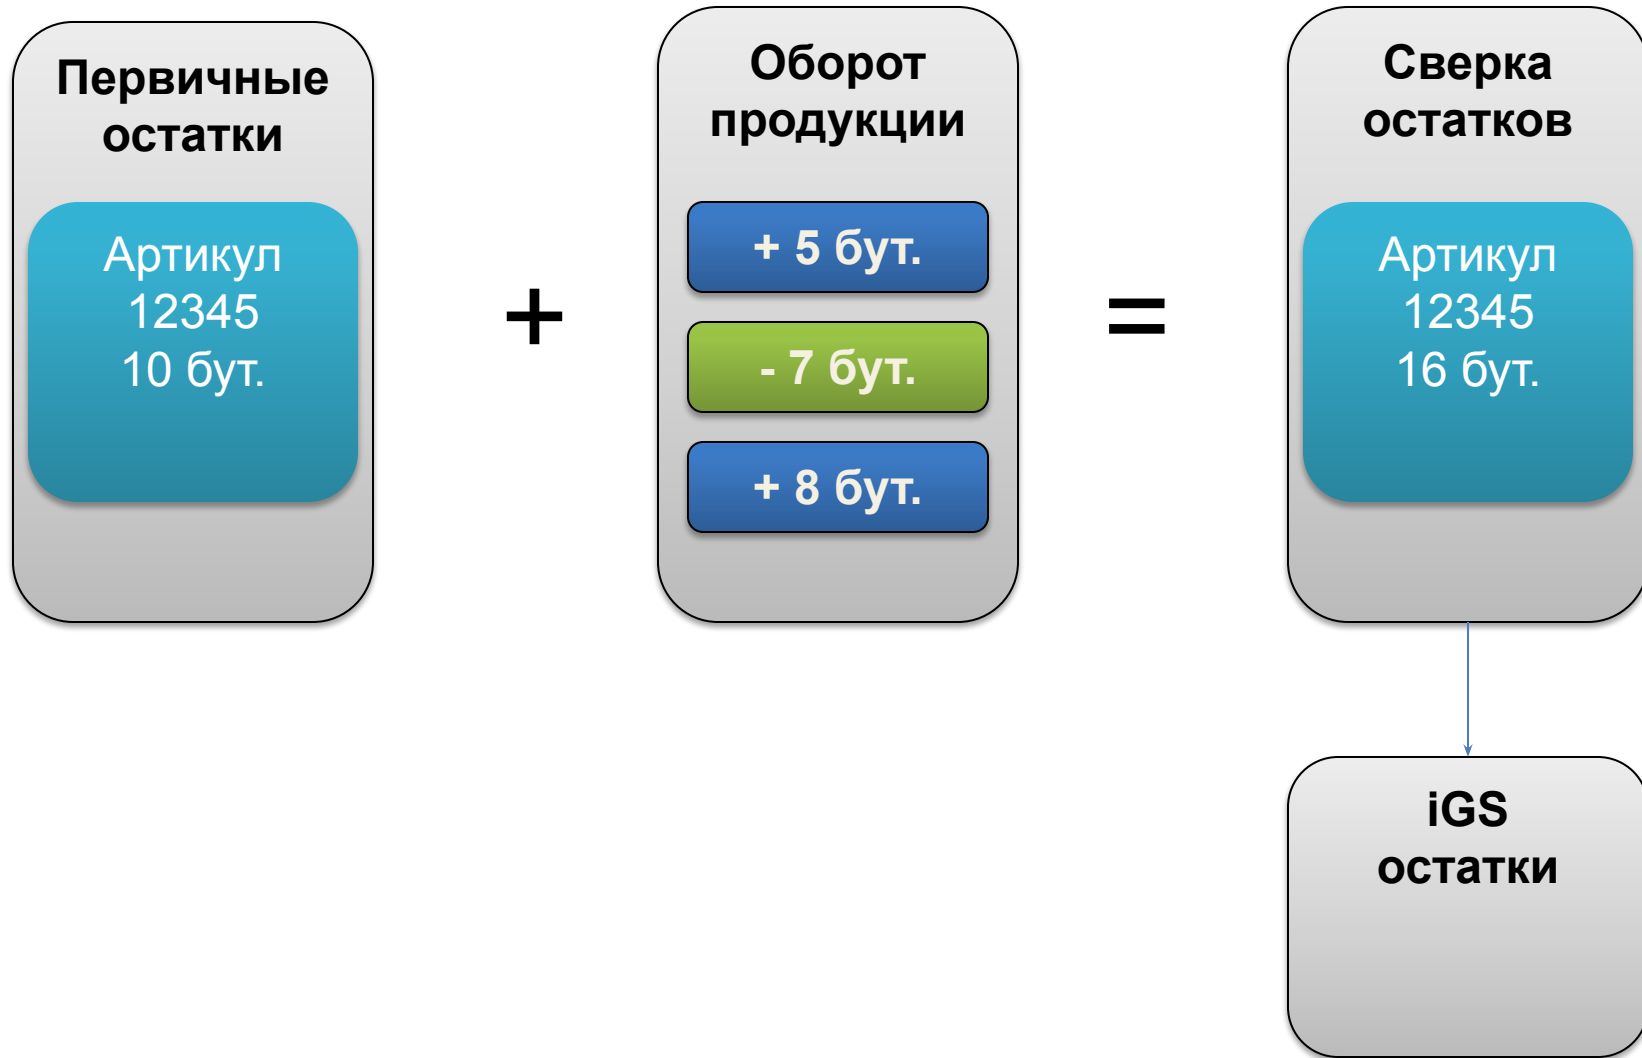 Первичные
остатки
Артикул
12345
10 бут.
+
Оборот
продукции
+ 5 бут.
- 7 бут.
+ 8 бут.
=
Сверка
остатков
Артикул
12345
16 бут.
iGS
остатки